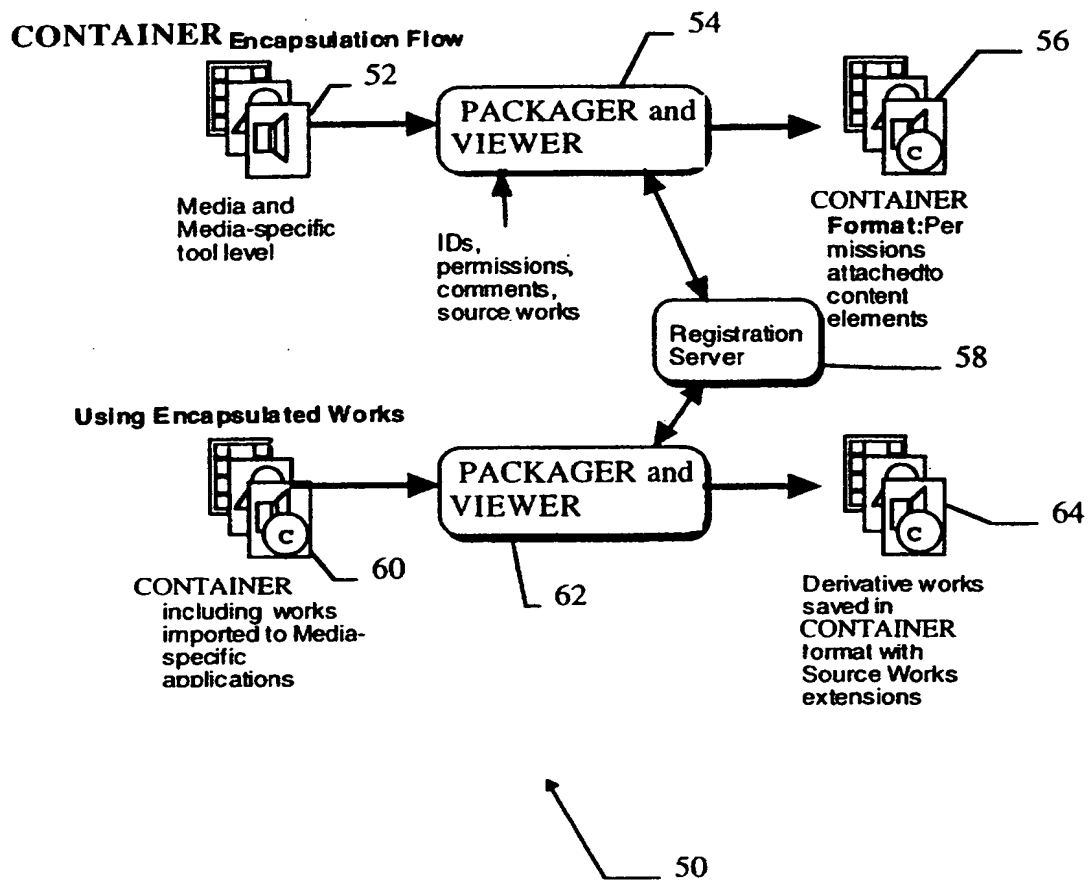 CONTAINER Encapsulation Flow
52
54
56
PACKAGER and
VIEWER
C
Media and
Media-specific
tool level
IDs,
permissions,
comments,
source works
CONTAINER
Format:Per
missions
attachedto
content
elements
Registration
Server
58
Using Encapsulated Works
PACKAGER and
VIEWER
C
60
62
C
64
CONTAINER
including works
imported to Media-
specific
applications
Derivative works
saved in
CONTAINER
format with
Source Works
extensions
50